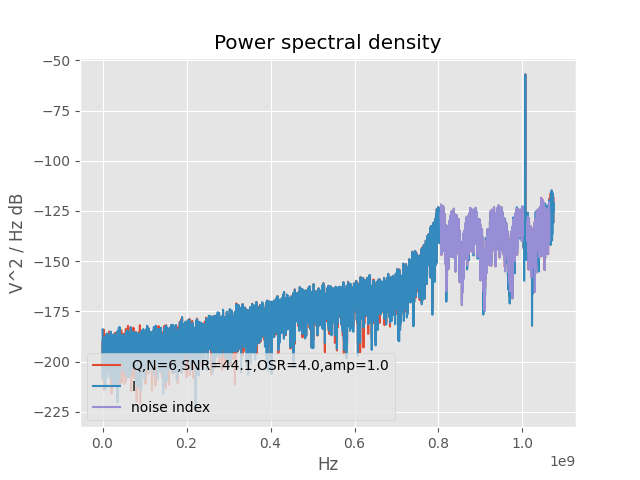 Power spectral density
V^2 / Hz dB
−50
−75
−100
−125
−150
−175
−200
−225
Q,N=6,SNR=44.1,OSR=4.0,amp=1.0
I
noise index
0.0 0.2 0.4 0.6 0.8 1.0
1e9
Hz